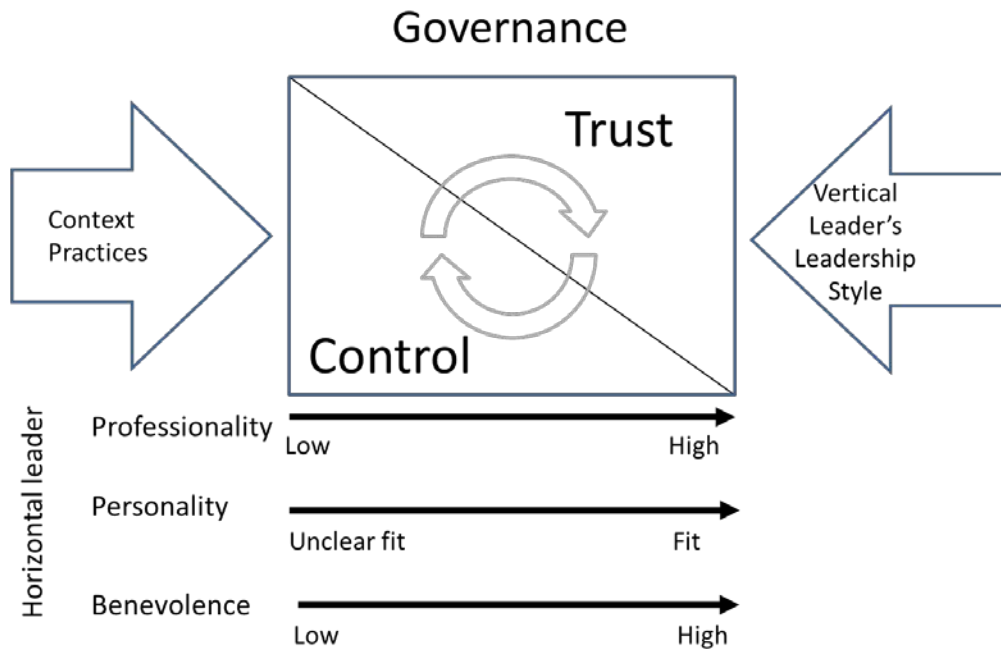 Governance
Trust
Context
Practices
Vertical
Leader's
Leadership
Style
Control
Horizontal leader
Professionality
Low
High
Personality
Unclear fit
Fit
Benevolence
Low
High